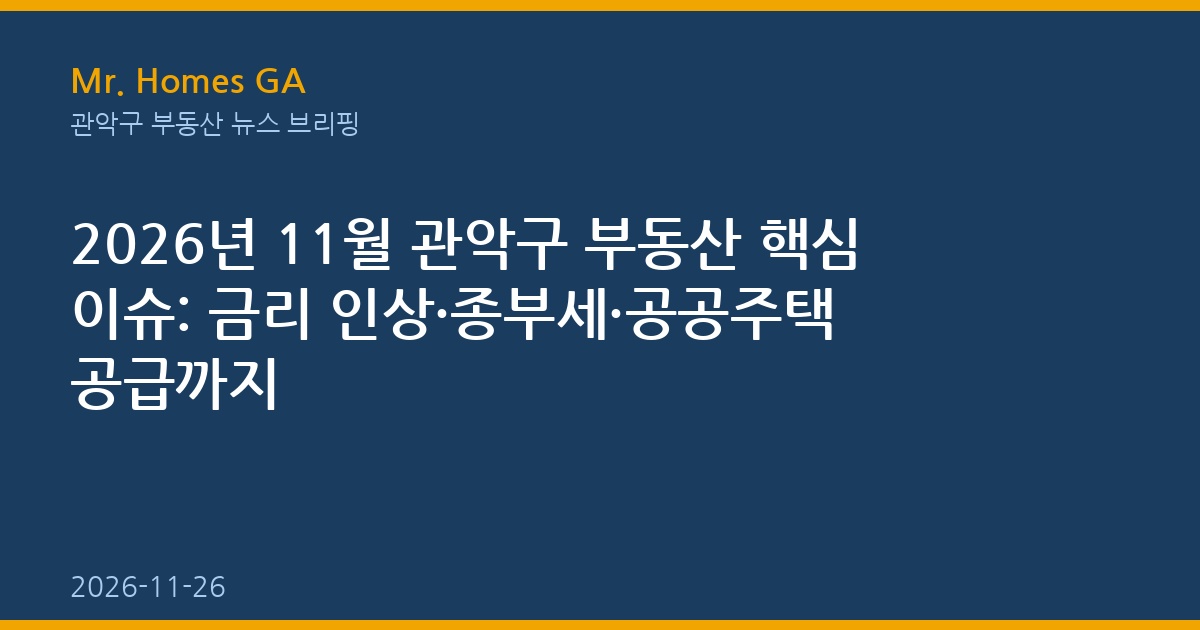 Mr. Homes GA
관악구 부동산 뉴스 브리핑
2026년 11월 관악구 부동산 핵심
이슈: 금리 인상·종부세·공공주택
공급까지
2026-11-26